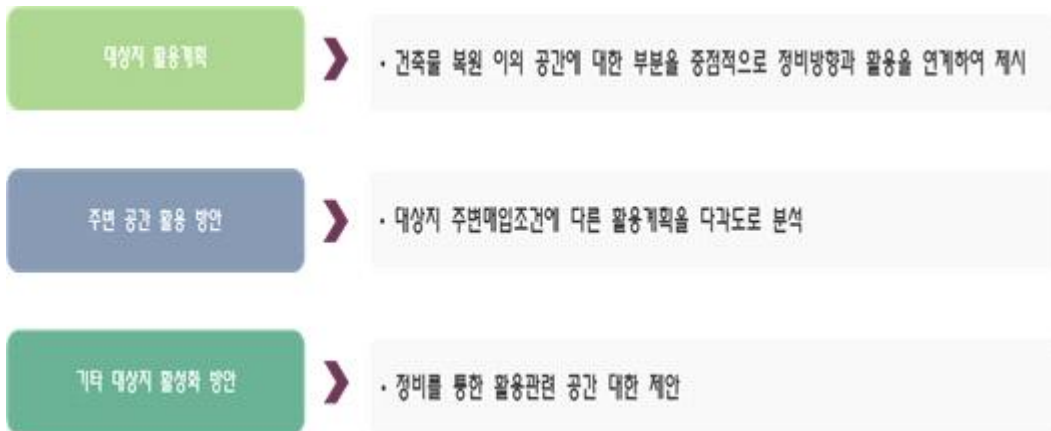 대상지 활용계획
· 건축물 복원 이외 공간에 대한 부분을 중점적으로 정비방향과 활용을 연계하여 제시
주변 공간 활용 방안
· 대상지 주변매입조건에 다른 활용계획을 다각도로 분석
기타 대상지 활성화 방안
· 정비를 통한 활용관련 공간 대한 제안